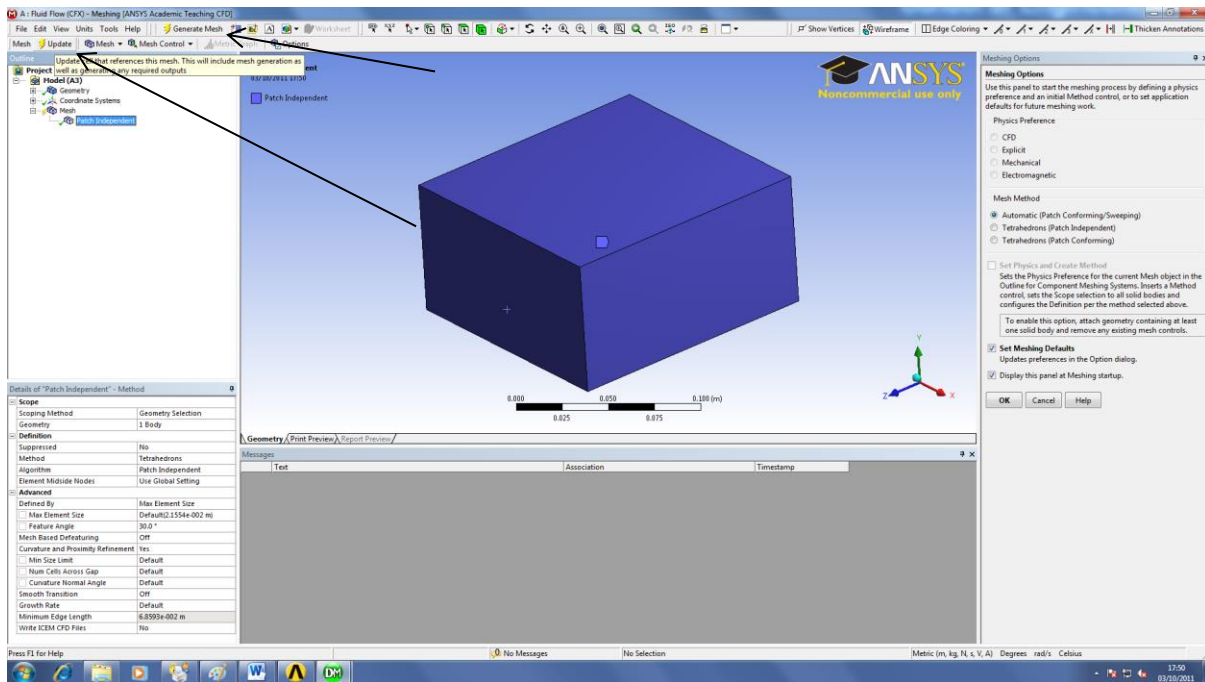 A : Fluid Flow (CFX) - Meshing [ANSYS Academic Teaching CFD]
File Edit View Units Tools Help Generate Mesh Worksheet Show Vertices Wireframe Edge Coloring Thicken Annotations
Mesh Update Mesh Mesh Control Options
Outline
Update cell that references this mesh. This will include mesh generation as
well as generating any required outputs
Project
Model (A3)
Geometry
Coordinate Systems
Mesh
Patch Independent
03/10/2011 17:50
Patch Independent
ANSYS
Noncommercial use only
Y
Z
X
0.000 0.050 0.100 (m)
0.025 0.075
Geometry Print Preview Report Preview
Details of "Patch Independent" - Method
Scope
Scoping Method Geometry Selection
Geometry 1 Body
Definition
Suppressed No
Method Tetrahedrons
Algorithm Patch Independent
Element Midside Nodes Use Global Setting
Advanced
Defined By Max Element Size
Max Element Size Default(2.1554e-002 m)
Feature Angle 30.0 °
Mesh Based Defeaturing Off
Curvature and Proximity Refinement Yes
Min Size Limit Default
Num Cells Across Gap Default
Curvature Normal Angle Default
Smooth Transition Off
Growth Rate Default
Minimum Edge Length 6.8593e-002 m
Write ICEM CFD Files No
Messages
Text Association Timestamp
Meshing Options
Meshing Options
Use this panel to start the meshing process by defining a physics
preference and an initial Method control, or to set application
defaults for future meshing work.
Physics Preference
CFD
Explicit
Mechanical
Electromagnetic
Mesh Method
Automatic (Patch Conforming/Sweeping)
Tetrahedrons (Patch Independent)
Tetrahedrons (Patch Conforming)
Set Physics and Create Method
Sets the Physics Preference for the current Mesh object in the
Outline for Component Meshing Systems. Inserts a Method
control, sets the Scope selection to all solid bodies and
configures the Definition per the method selected above.
To enable this option, attach geometry containing at least
one solid body and remove any existing mesh controls.
Set Meshing Defaults
Updates preferences in the Option dialog.
Display this panel at Meshing startup.
OK Cancel Help
Press F1 for Help 0 No Messages No Selection Metric (m, kg, N, s, V, A) Degrees rad/s Celsius
W DM
17:50
03/10/2011